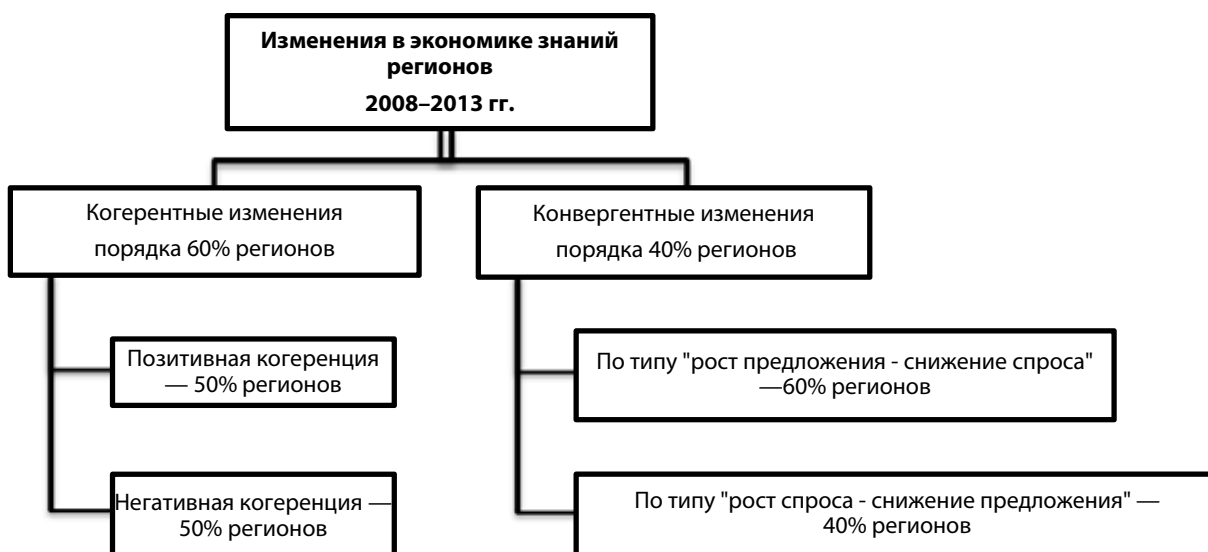 Изменения в экономике знаний
регионов
2008–2013 гг.
Когерентные изменения
порядка 60% регионов
Конвергентные изменения
порядка 40% регионов
Позитивная когеренция
— 50% регионов
По типу "рост предложения - снижение спроса"
—60% регионов
Негативная когеренция —
50% регионов
По типу "рост спроса - снижение предложения" —
40% регионов